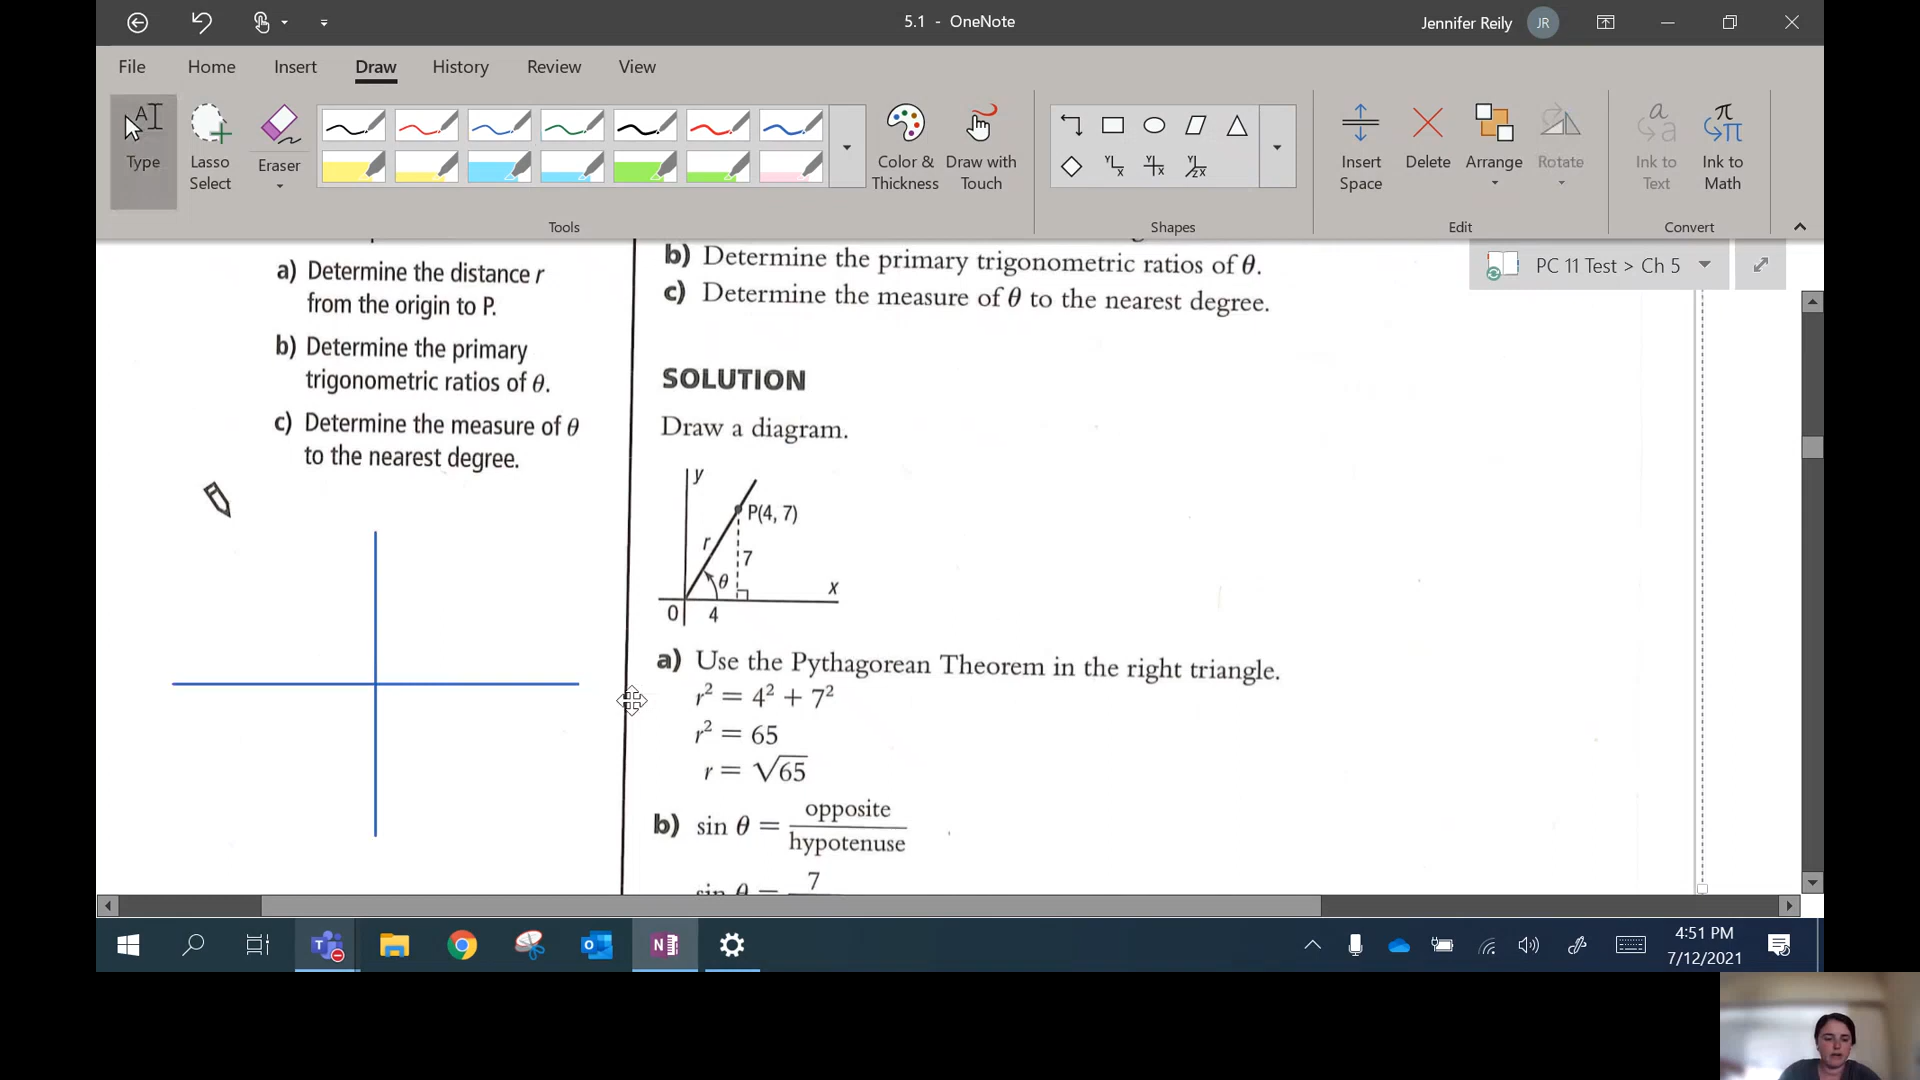 5.1 - OneNote
Jennifer Reily
JR
File
Home
Insert
Draw
History
Review
View
Type
Lasso
Select
Eraser
Color &
Thickness
Draw with
Touch
Insert
Space
Delete
Arrange
Rotate
Ink to
Text
Ink to
Math
Tools
Shapes
Edit
Convert
PC 11 Test > Ch 5
a) Determine the distance r
from the origin to P.
b) Determine the primary
trigonometric ratios of θ.
c) Determine the measure of θ
to the nearest degree.
b) Determine the primary trigonometric ratios of θ.
c) Determine the measure of θ to the nearest degree.
SOLUTION
Draw a diagram.
y
P(4, 7)
r
7
θ
x
0
4
a) Use the Pythagorean Theorem in the right triangle.
r² = 4² + 7²
r² = 65
r = √65
b) sin θ = opposite
hypotenuse
sin θ = 7
4:51 PM
7/12/2021